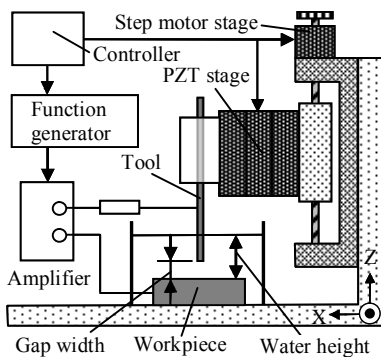 Step motor stage
Controller
PZT stage
Function
generator
Tool
Amplifier
Z
X
Gap width
Workpiece
Water height